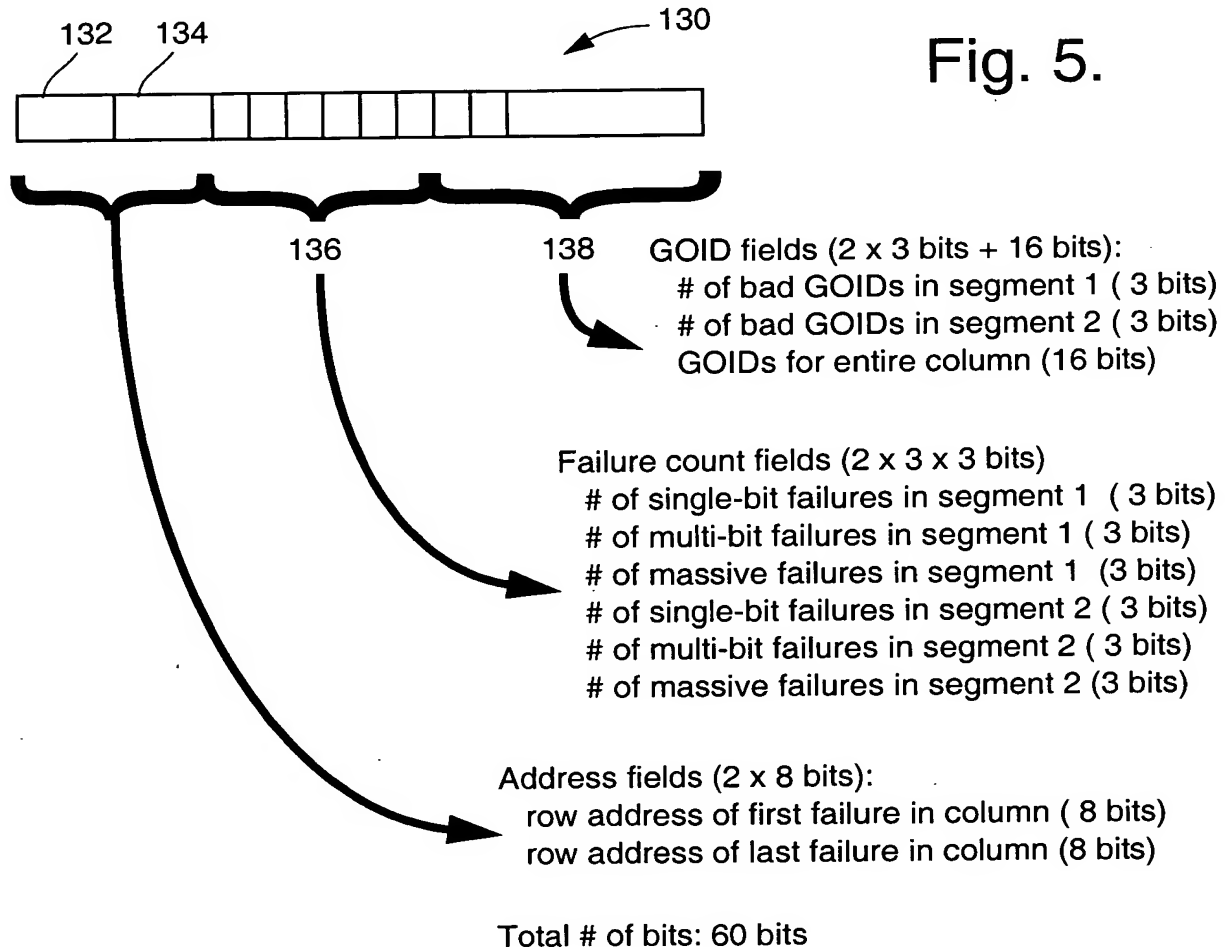 132
134
130
Fig. 5.
136
138
GOID fields (2 x 3 bits + 16 bits):
# of bad GOIDs in segment 1 ( 3 bits)
# of bad GOIDs in segment 2 ( 3 bits)
GOIDs for entire column (16 bits)
Failure count fields (2 x 3 x 3 bits)
# of single-bit failures in segment 1 ( 3 bits)
# of multi-bit failures in segment 1 ( 3 bits)
# of massive failures in segment 1 (3 bits)
# of single-bit failures in segment 2 ( 3 bits)
# of multi-bit failures in segment 2 ( 3 bits)
# of massive failures in segment 2 (3 bits)
Address fields (2 x 8 bits):
row address of first failure in column ( 8 bits)
row address of last failure in column (8 bits)
Total # of bits: 60 bits